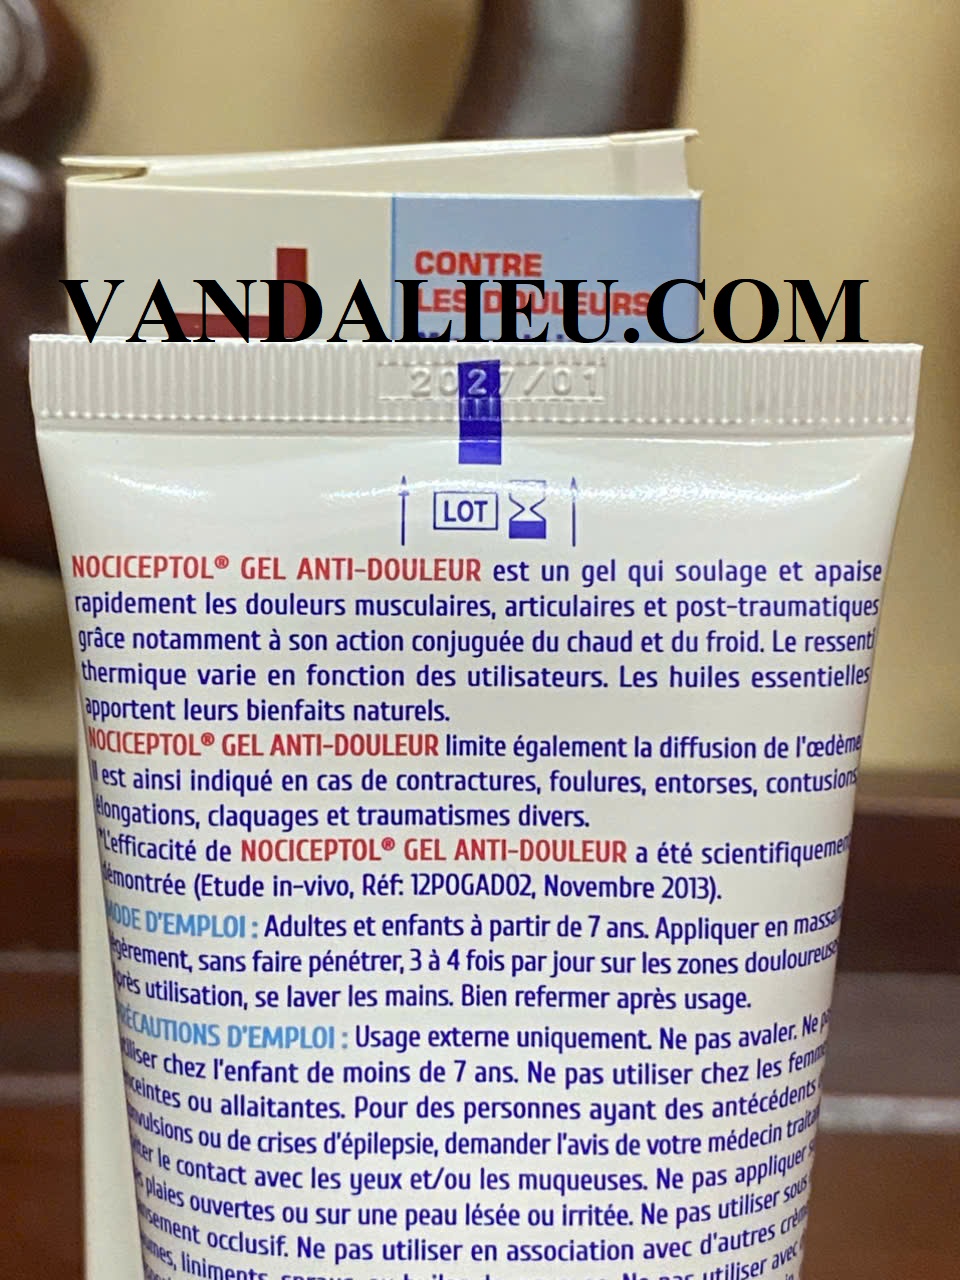 CONTRE
LES DOULEURS
VANDALIEU.COM
2027/01
LOT
NOCICEPTOL® GEL ANTI-DOULEUR est un gel qui soulage et apaise
rapidement les douleurs musculaires, articulaires et post-traumatiques
grâce notamment à son action conjuguée du chaud et du froid. Le ressenti
thermique varie en fonction des utilisateurs. Les huiles essentielles
apportent leurs bienfaits naturels.
NOCICEPTOL® GEL ANTI-DOULEUR limite également la diffusion de l'œdème.
Il est ainsi indiqué en cas de contractures, foulures, entorses, contusions,
élongations, claquages et traumatismes divers.
*L'efficacité de NOCICEPTOL® GEL ANTI-DOULEUR a été scientifiquement
démontrée (Etude in-vivo, Réf: 12POGAD02, Novembre 2013).
MODE D'EMPLOI : Adultes et enfants à partir de 7 ans. Appliquer en massant
légèrement, sans faire pénétrer, 3 à 4 fois par jour sur les zones douloureuses.
Après utilisation, se laver les mains. Bien refermer après usage.
PRÉCAUTIONS D'EMPLOI : Usage externe uniquement. Ne pas avaler. Ne pas
utiliser chez l'enfant de moins de 7 ans. Ne pas utiliser chez les femmes
enceintes ou allaitantes. Pour des personnes ayant des antécédents
convulsions ou de crises d'épilepsie, demander l'avis de votre médecin traitant.
le contact avec les yeux et/ou les muqueuses. Ne pas appliquer
plaies ouvertes ou sur une peau lésée ou irritée. Ne pas utiliser sous
occlusif. Ne pas utiliser en association avec d'autres
liniments, Ne pas utiliser avec